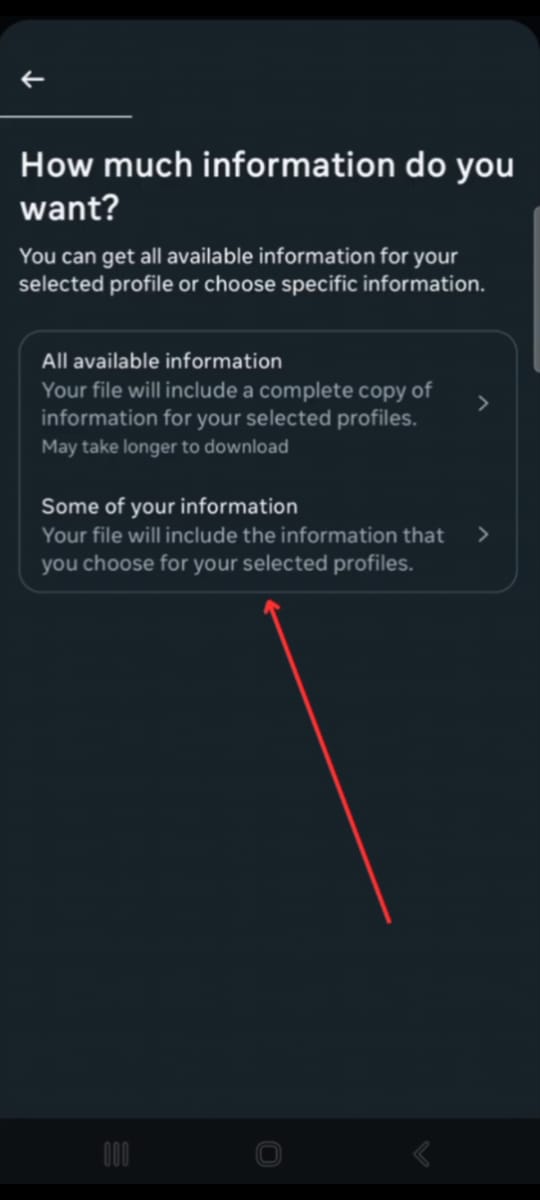 How much information do you
want?
You can get all available information for your
selected profile or choose specific information.
All available information
Your file will include a complete copy of
information for your selected profiles.
May take longer to download
Some of your information
Your file will include the information that
you choose for your selected profiles.